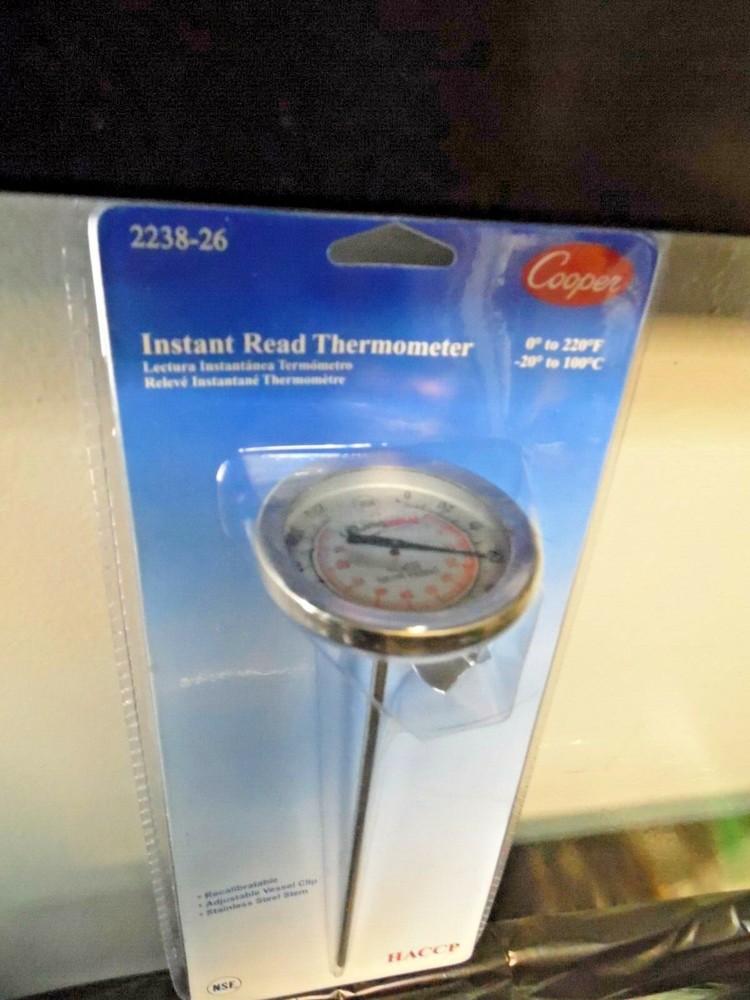 2238-26
Cooper
Instant Read Thermometer
Lectura Instantánea Termómetro
Relevé Instantané Thermomètre
0° to 220°F
-20° to 100°C
• Recalibratable
• Adjustable Vessel Clip
• Stainless Steel Stem
HACCP
NSF